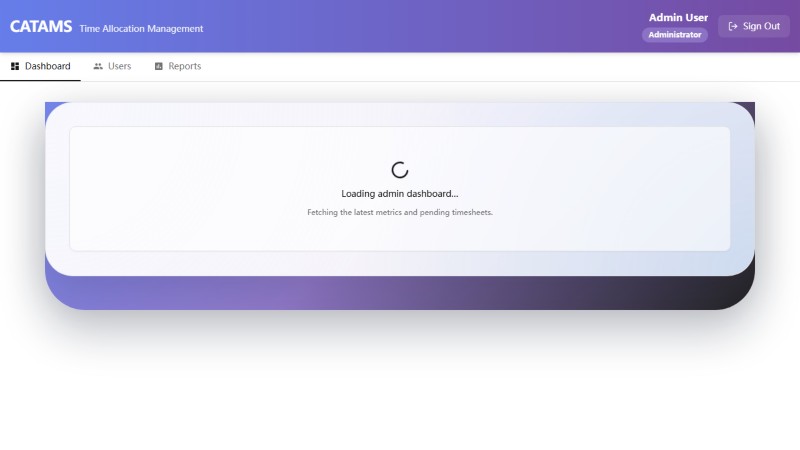 CATAMS Time Allocation Management
Admin User
Administrator
Sign Out
Dashboard
Users
Reports
Loading admin dashboard...
Fetching the latest metrics and pending timesheets.